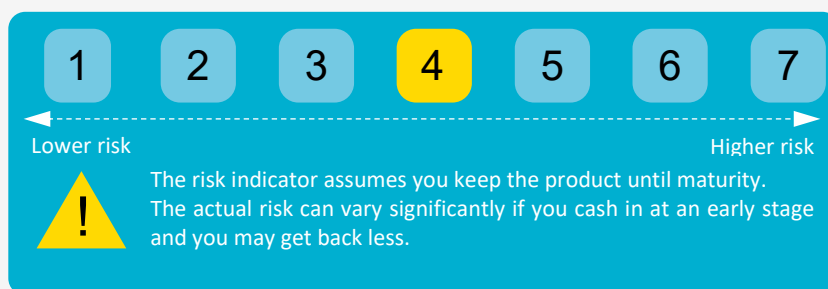 1 2 3 4 5 6 7
Lower risk Higher risk
!
The risk indicator assumes you keep the product until maturity.
The actual risk can vary significantly if you cash in at an early stage
and you may get back less.